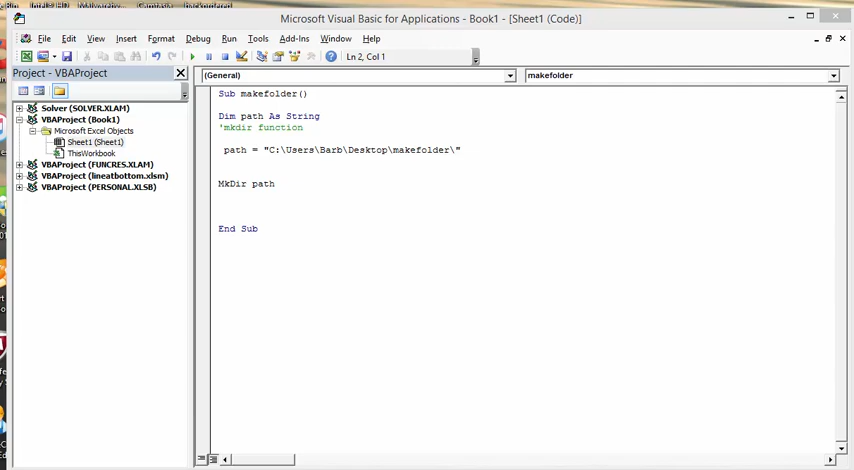 Microsoft Visual Basic for Applications - Book1 - [Sheet1 (Code)]
File Edit View Insert Format Debug Run Tools Add-Ins Window Help
Ln 2, Col 1
Project - VBAProject
(General)
makefolder
Solver (SOLVER.XLAM)
VBAProject (Book1)
Microsoft Excel Objects
Sheet1 (Sheet1)
ThisWorkbook
VBAProject (FUNCRES.XLAM)
VBAProject (lineatbottom.xlsm)
VBAProject (PERSONAL.XLSB)
Sub makefolder()
Dim path As String
'mkdir function
path = "C:\Users\Barb\Desktop\makefolder\"
MkDir path
End Sub